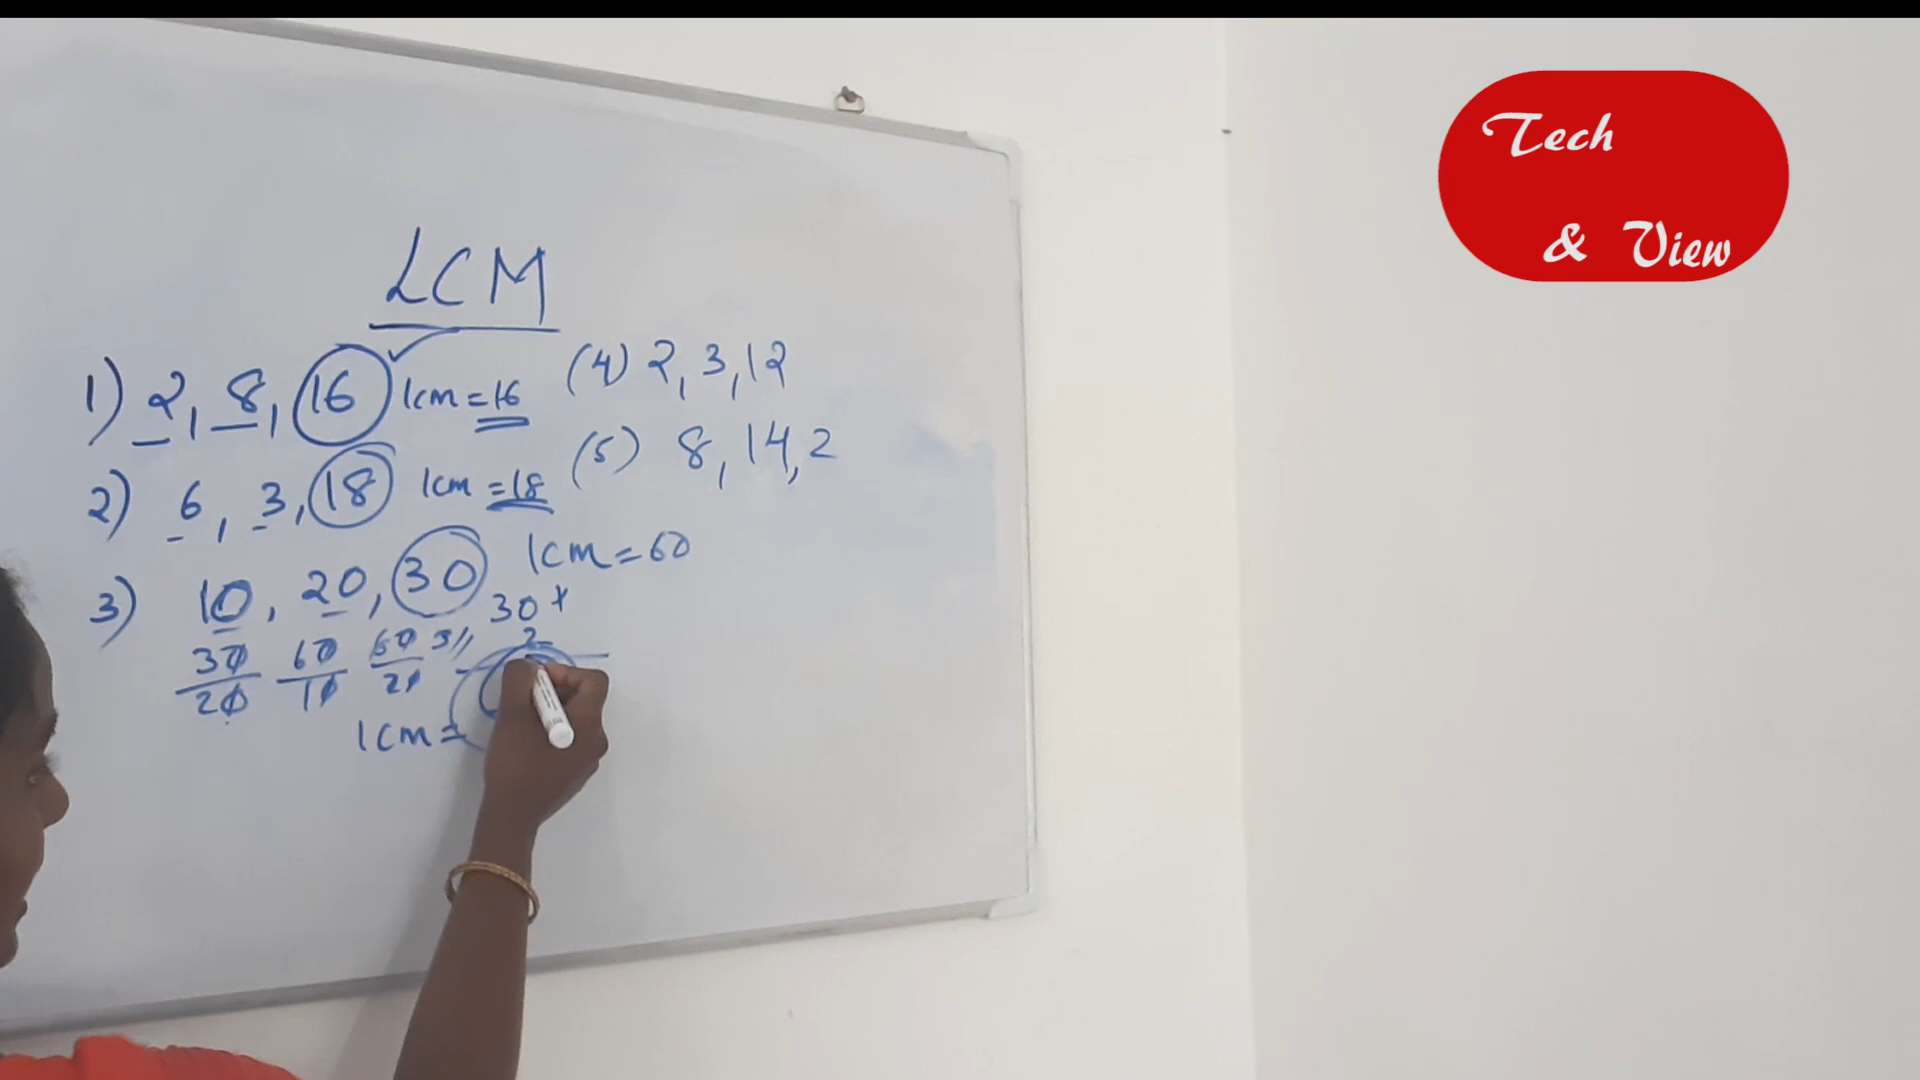 Tech
& View
LCM
1) 2, 8, 16 lcm = 16
2) 6, 3, 18 lcm = 18
3) 10, 20, 30 lcm = 60
30 60 60 3//
20 10 20
30 ×
2
lcm =
(4) 2, 3, 12
(5) 8, 14, 2